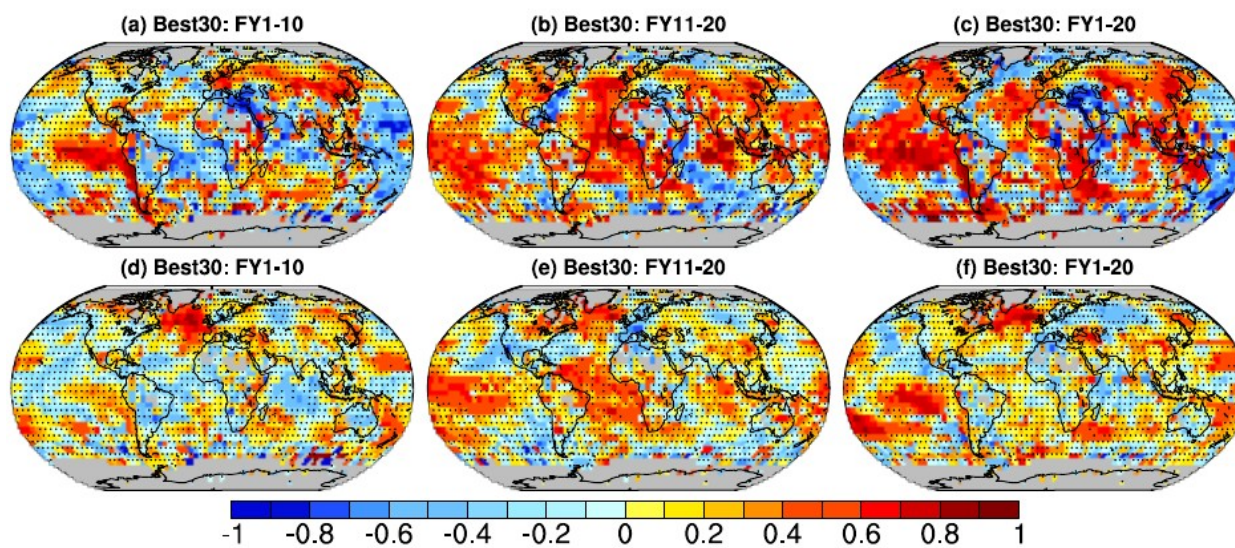 (a) Best30: FY1-10 (b) Best30: FY11-20 (c) Best30: FY1-20
(d) Best30: FY1-10 (e) Best30: FY11-20 (f) Best30: FY1-20
-1 -0.8 -0.6 -0.4 -0.2 0 0.2 0.4 0.6 0.8 1